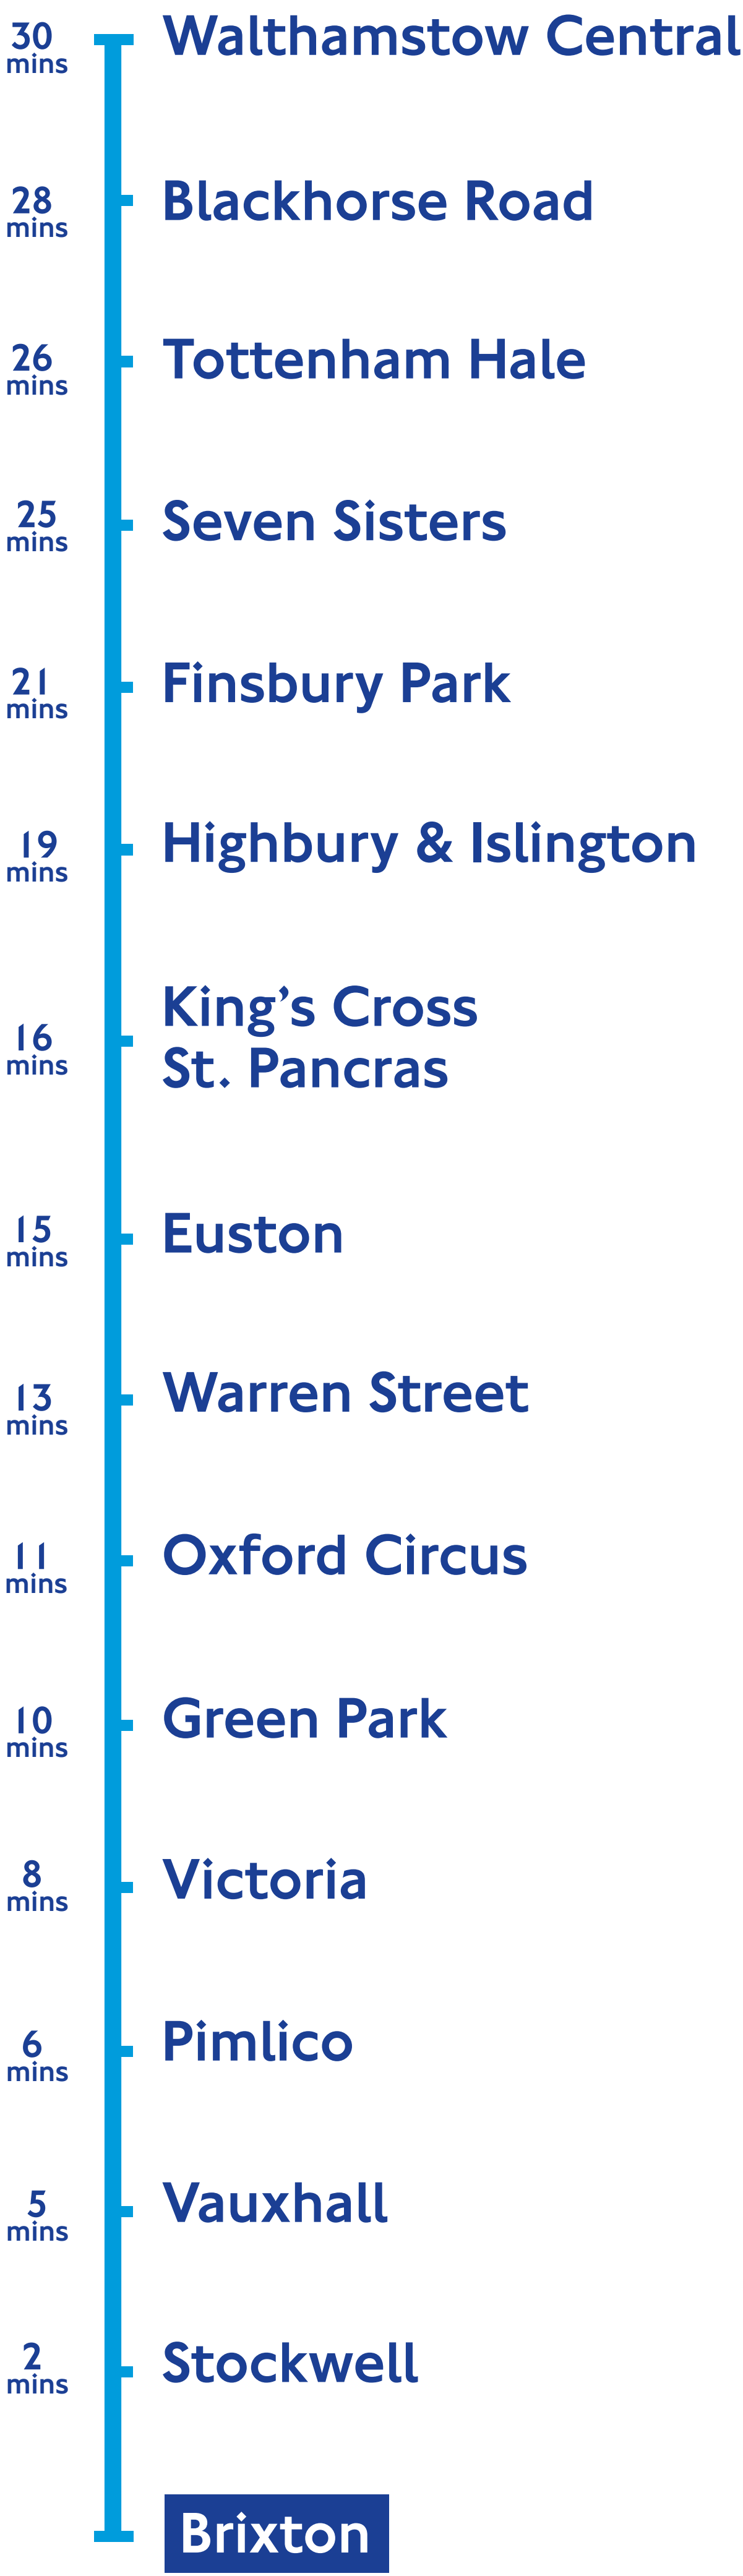 30
mins
Walthamstow Central
28
mins
Blackhorse Road
26
mins
Tottenham Hale
25
mins
Seven Sisters
21
mins
Finsbury Park
19
mins
Highbury & Islington
16
mins
King’s Cross
St. Pancras
15
mins
Euston
13
mins
Warren Street
11
mins
Oxford Circus
10
mins
Green Park
8
mins
Victoria
6
mins
Pimlico
5
mins
Vauxhall
2
mins
Stockwell
Brixton